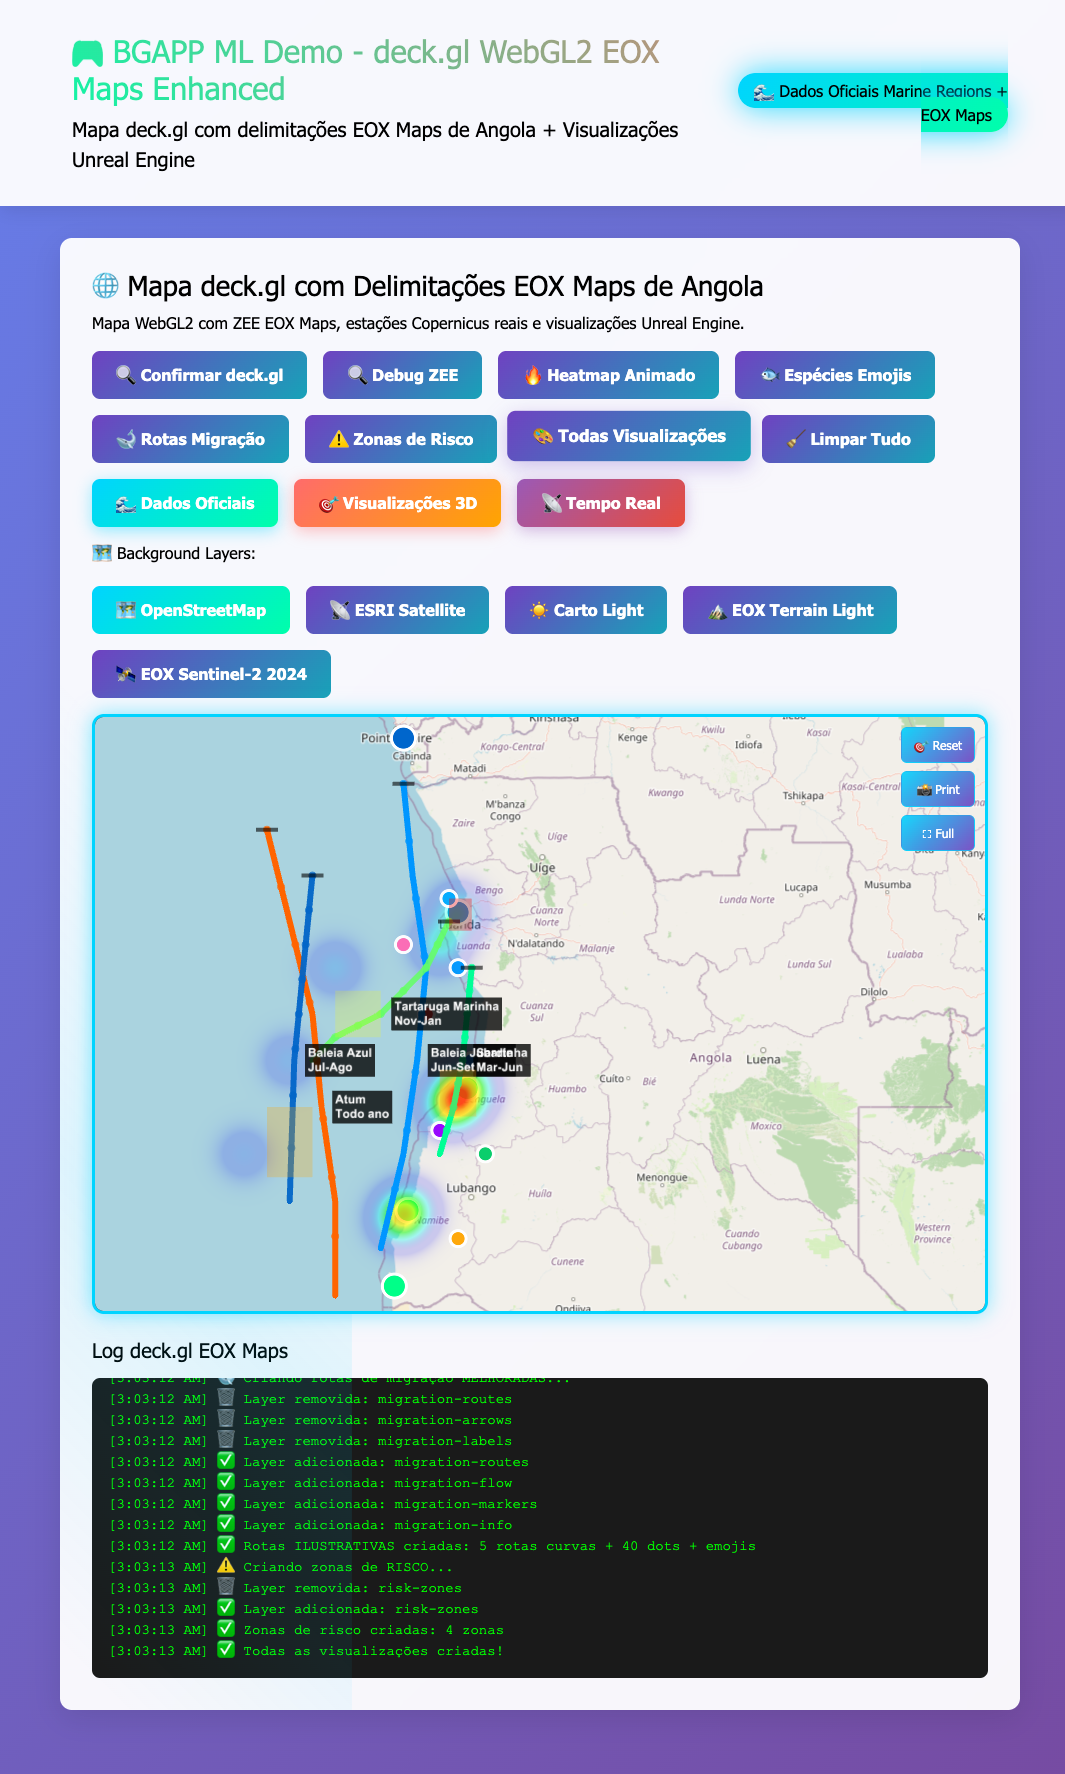 🎮 BGAPP ML Demo - deck.gl WebGL2 EOX
Maps Enhanced
Mapa deck.gl com delimitações EOX Maps de Angola + Visualizações
Unreal Engine
🌊 Dados Oficiais Marine Regions +
EOX Maps
🌐 Mapa deck.gl com Delimitações EOX Maps de Angola
Mapa WebGL2 com ZEE EOX Maps, estações Copernicus reais e visualizações Unreal Engine.
🔍 Confirmar deck.gl
🔍 Debug ZEE
🔥 Heatmap Animado
🐟 Espécies Emojis
🐋 Rotas Migração
⚠️ Zonas de Risco
🎨 Todas Visualizações
🧹 Limpar Tudo
🌊 Dados Oficiais
🎯 Visualizações 3D
📡 Tempo Real
🗺️ Background Layers:
🗺️ OpenStreetMap
📡 ESRI Satellite
☀️ Carto Light
⛰️ EOX Terrain Light
🛰️ EOX Sentinel-2 2024
🎯 Reset
📸 Print
⛶ Full
Kinshasa
Kenge
Kwilu
Idiofa
Kasai
Kongo-Central
Cabinda
Matadi
Kwango
Tshikapa
Kasaï-Central
M'banza
Congo
Zaire
Uíge
Uíge
Bengo
Lucapa
Musumba
Lunda Norte
Cuanza
Norte
Luanda
N'dalatando
Malanje
Lunda Sul
Lualaba
Dilolo
Cuanza
Sul
Tartaruga Marinha
Nov-Jan
Baleia Azul
Jul-Ago
Baleia
Jun-Set
Sardinha
Mar-Jun
Atum
Todo ano
Angola
Luena
Cuito
Bié
Huambo
Moxico
Menongue
Lubango
Huíla
Namibe
Cuando
Cubango
Western
Province
Cunene
Ondjiva
Log deck.gl EOX Maps
[3:03:12 AM] Criando rotas de migração MELHORADAS...
[3:03:12 AM] 🗑️ Layer removida: migration-routes
[3:03:12 AM] 🗑️ Layer removida: migration-arrows
[3:03:12 AM] 🗑️ Layer removida: migration-labels
[3:03:12 AM] ✅ Layer adicionada: migration-routes
[3:03:12 AM] ✅ Layer adicionada: migration-flow
[3:03:12 AM] ✅ Layer adicionada: migration-markers
[3:03:12 AM] ✅ Layer adicionada: migration-info
[3:03:12 AM] ✅ Rotas ILUSTRATIVAS criadas: 5 rotas curvas + 40 dots + emojis
[3:03:13 AM] ⚠️ Criando zonas de RISCO...
[3:03:13 AM] 🗑️ Layer removida: risk-zones
[3:03:13 AM] ✅ Layer adicionada: risk-zones
[3:03:13 AM] ✅ Zonas de risco criadas: 4 zonas
[3:03:13 AM] ✅ Todas as visualizações criadas!